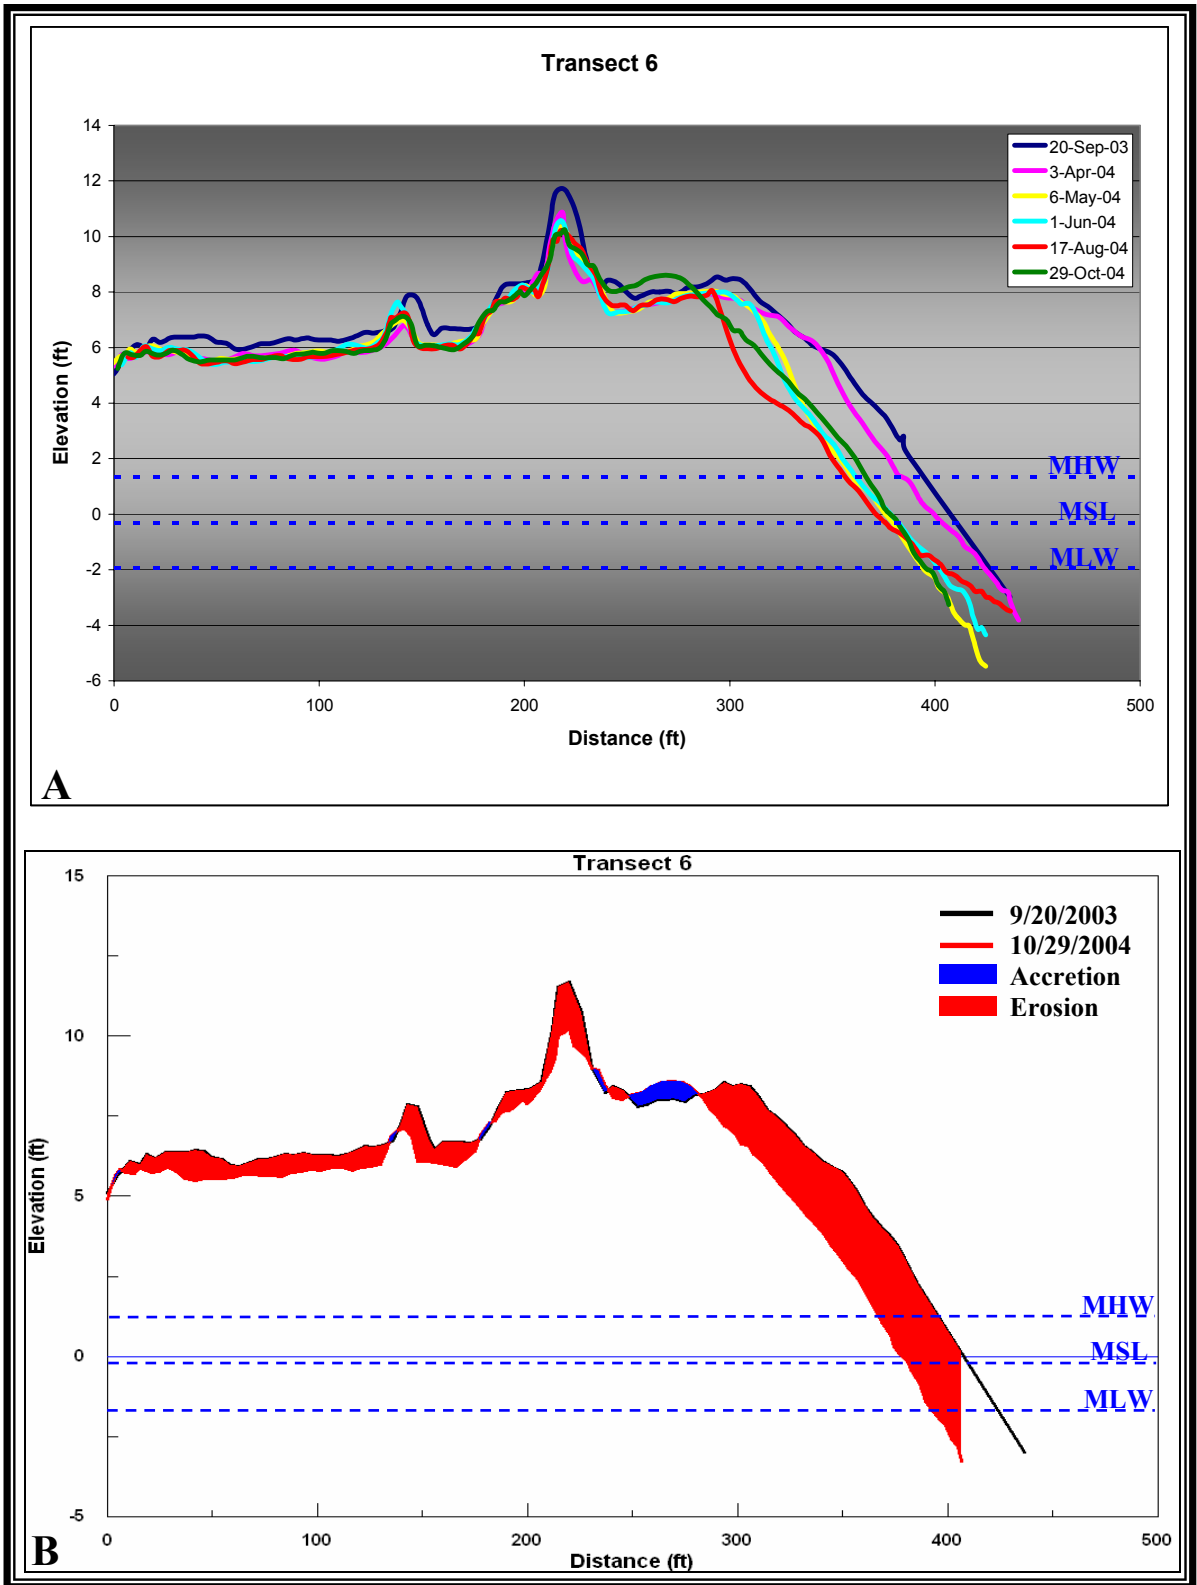 Transect 6
14
12
10
8
6
4
2
0
-2
-4
-6
Elevation (ft)
20-Sep-03
3-Apr-04
6-May-04
1-Jun-04
17-Aug-04
29-Oct-04
MHW
MSL
MLW
0 100 200 300 400 500
Distance (ft)
A
Transect 6
15
10
5
0
-5
Elevation (ft)
9/20/2003
10/29/2004
Accretion
Erosion
MHW
MSL
MLW
0 100 200 300 400 500
Distance (ft)
B